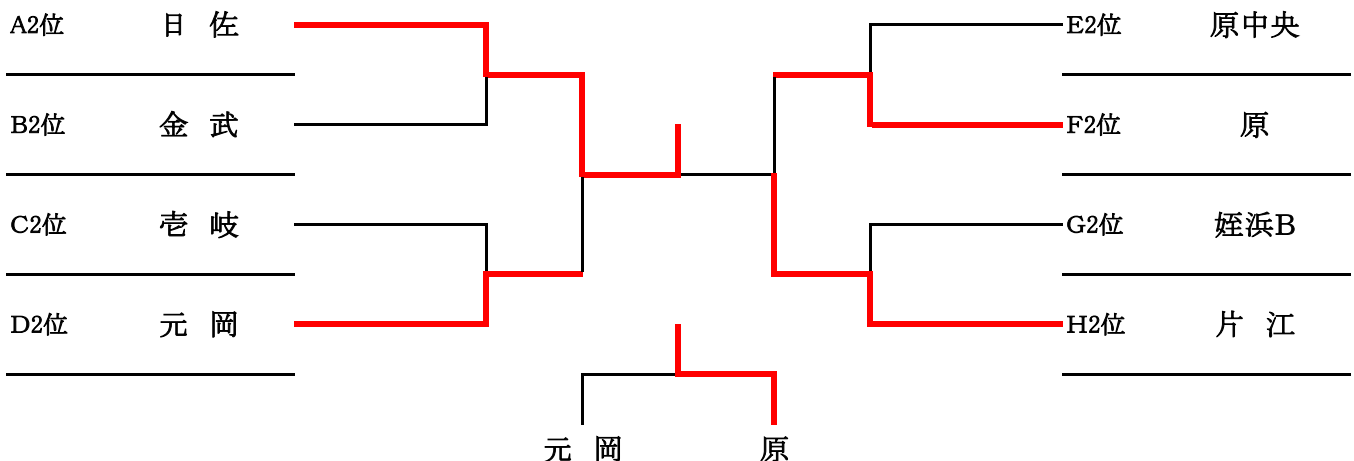 A2位 日 佐
B2位 金 武
C2位 壱 岐
D2位 元 岡
E2位 原中央
F2位 原
G2位 姪浜B
H2位 片 江
元 岡 原